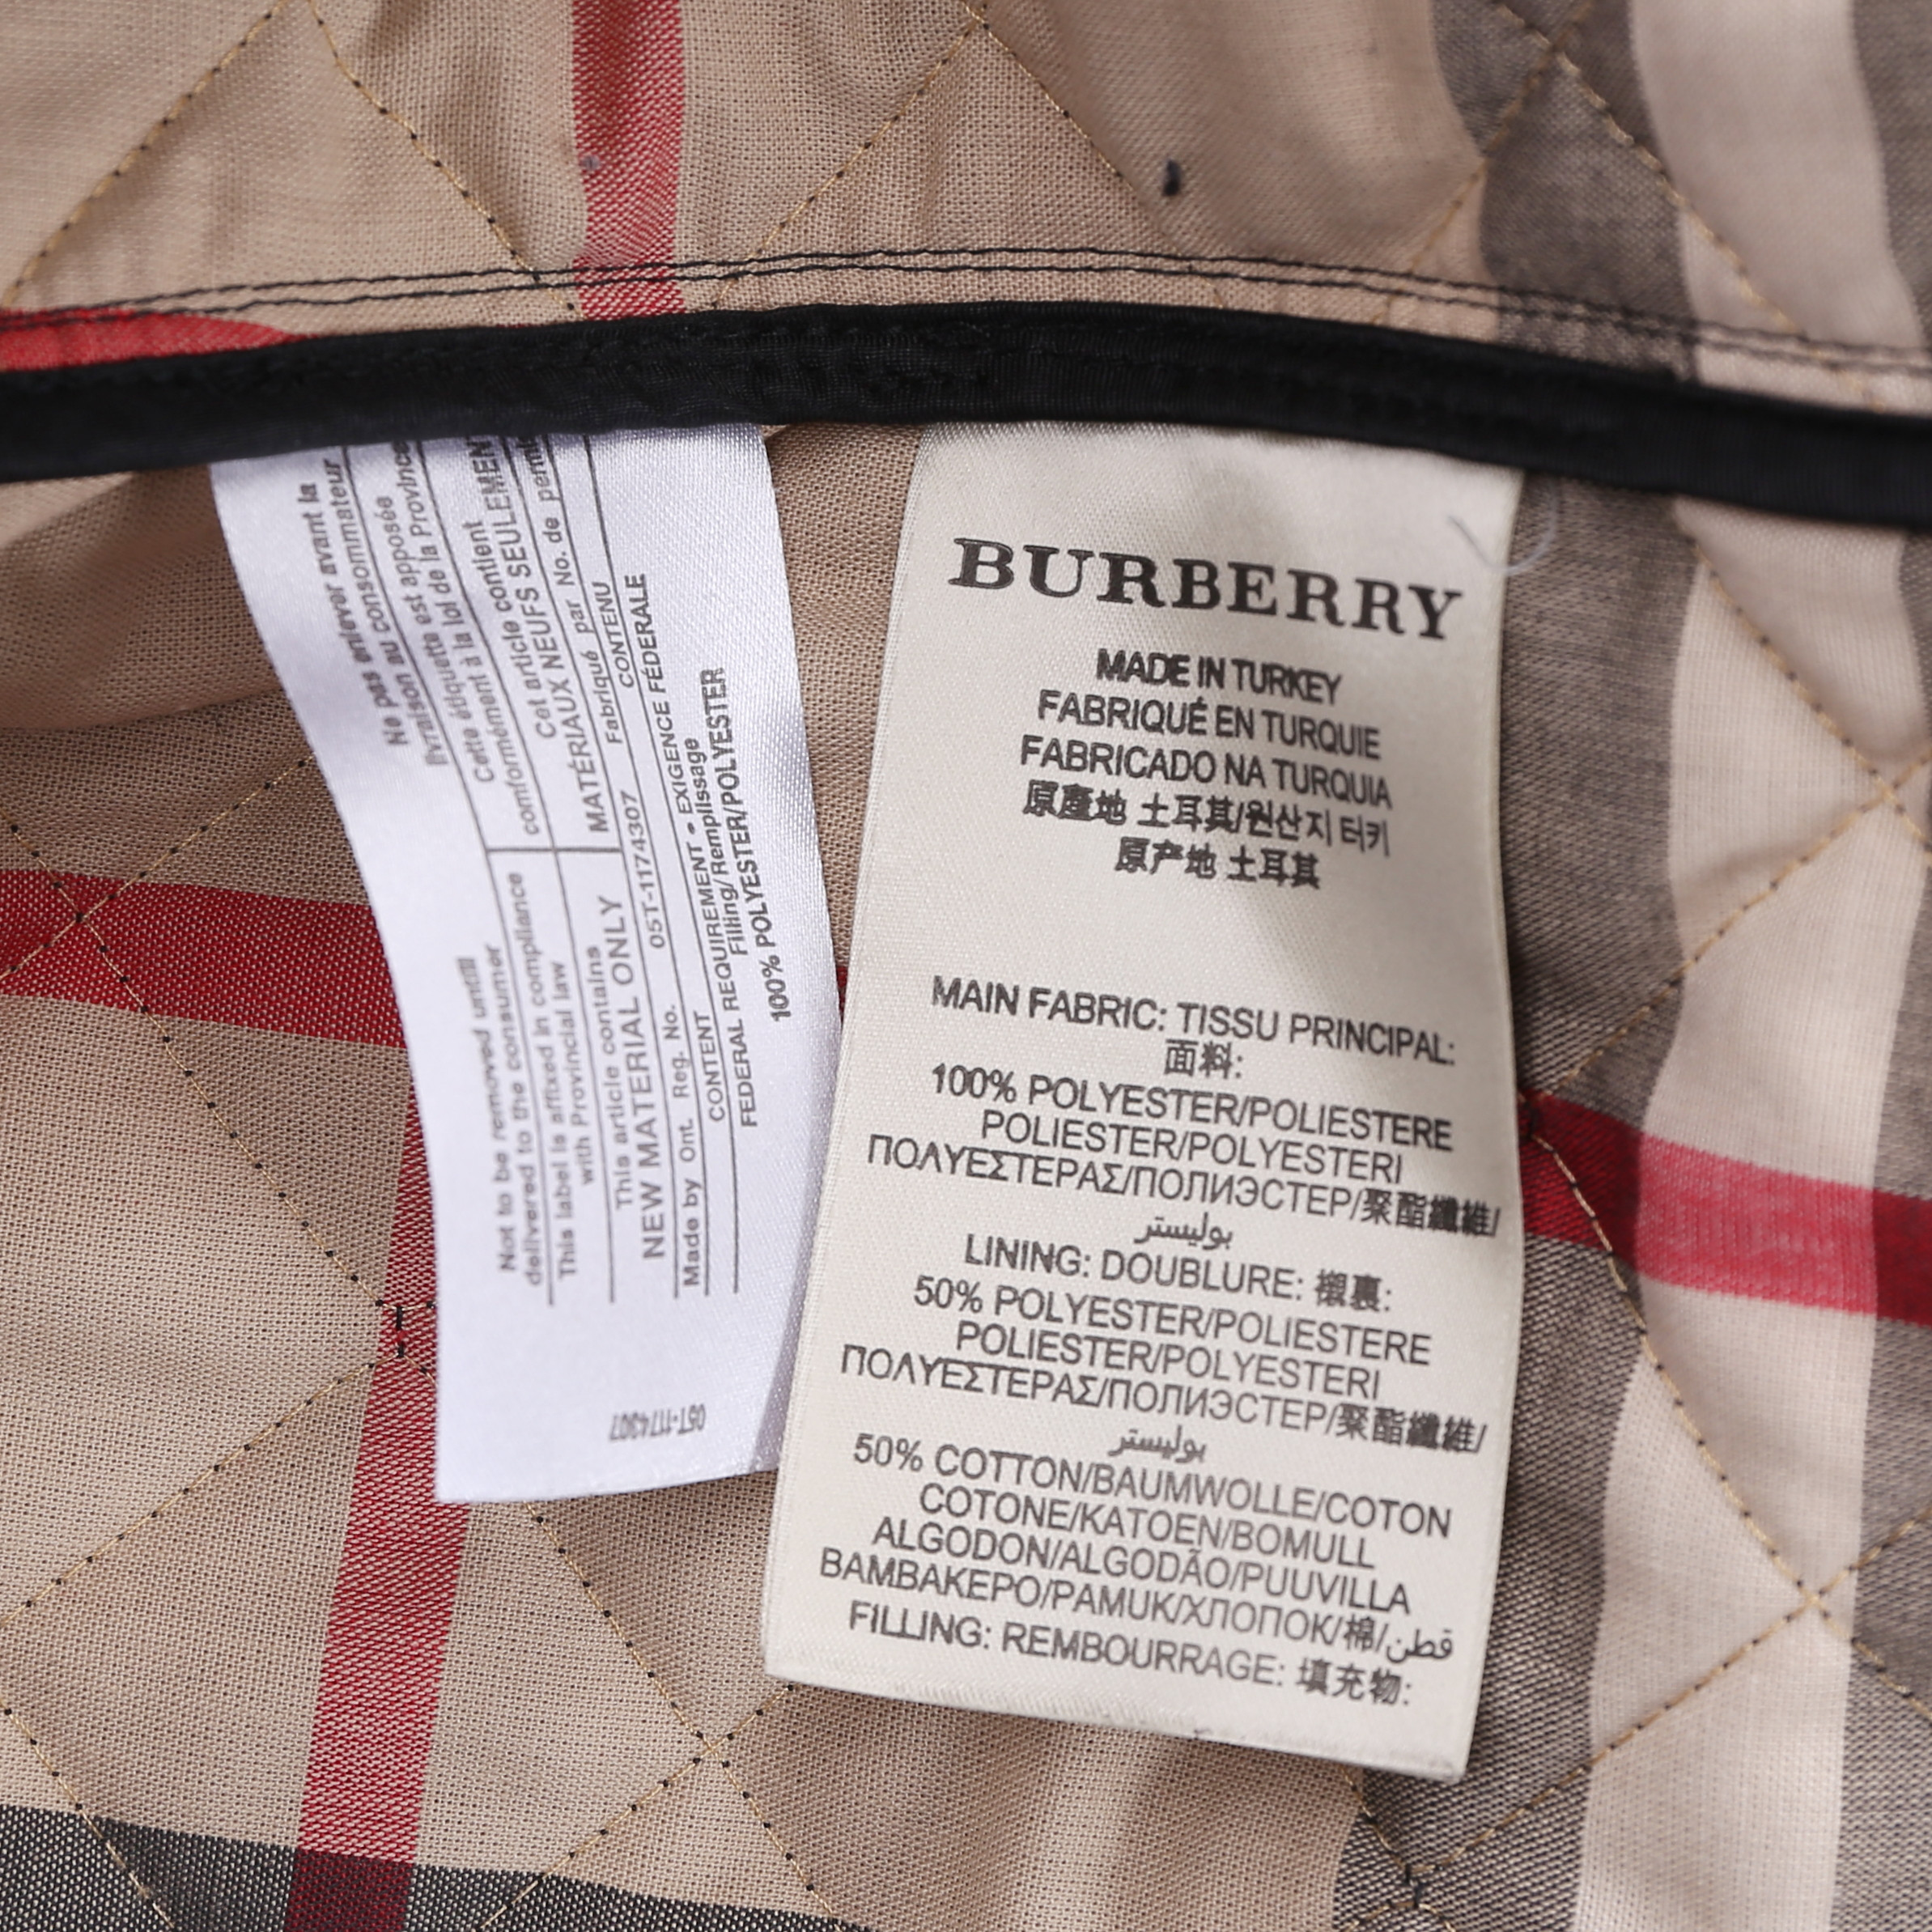 Ne pas enlever avant la
livraison au consommateur
Cette étiquette est apposée
conformément à la loi de la Province
Cet article contient
MATÉRIAUX NEUFS SEULEMENT
Fabriqué par No. de
CONTENU
Not to be removed until
delivered to the consumer
This label is affixed in compliance
with Provincial law
This article contains
NEW MATERIAL ONLY
Made by Ont. Reg. No. 05T-1174307
CONTENT
FEDERAL REQUIREMENT • EXIGENCE FÉDÉRALE
Filling/Remplissage
100% POLYESTER/POLYESTER/POLYESTER
05T-1174307
BURBERRY
MADE IN TURKEY
FABRIQUÉ EN TURQUIE
FABRICADO NA TURQUIA
原產地 土耳其/원산지 터키
原产地 土耳其
MAIN FABRIC: TISSU PRINCIPAL:
面料:
100% POLYESTER/POLIESTERE
POLIESTER/POLYESTERI
ΠΟΛΥΕΣΤΕΡΑΣ/ПОЛИЭСТЕР/聚酯纖維/
بوليستر
LINING: DOUBLURE: 襯裏:
50% POLYESTER/POLIESTERE
POLIESTER/POLYESTERI
ΠΟΛΥΕΣΤΕΡΑΣ/ПОЛИЭСТЕР/聚酯纖維/
بوليستر
50% COTTON/BAUMWOLLE/COTON
COTONE/KATOEN/BOMULL
ALGODON/ALGODÃO/PUUVILLA
ΒΑΜΒΑΚΕΡΟ/PAMUK/ХЛОПОК/棉/قطن
FILLING: REMBOURRAGE: 填充物: